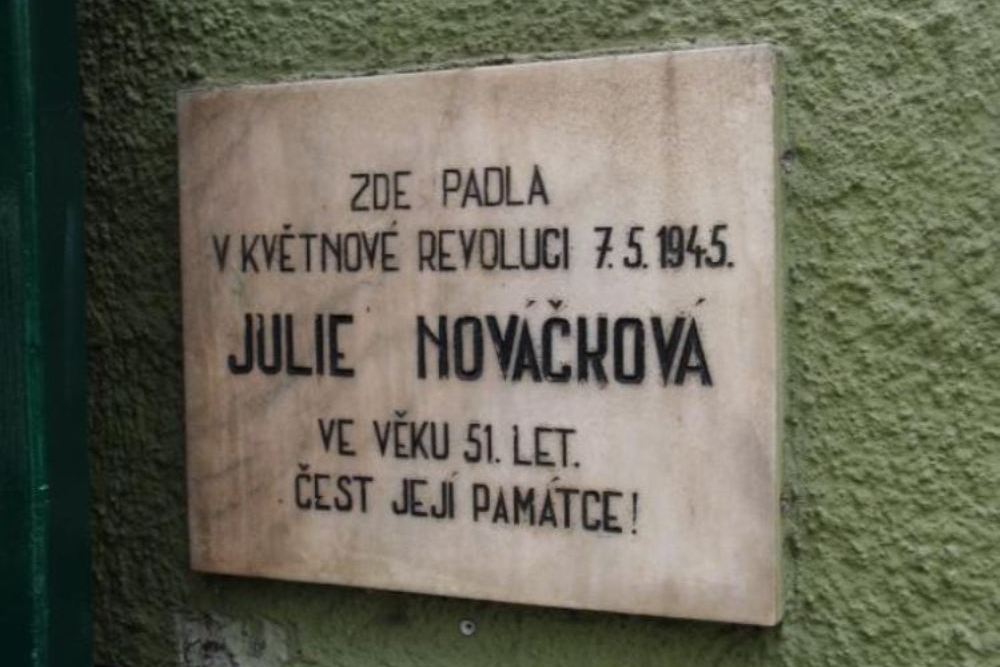 ZDE PADLA
V KVĚTNOVÉ REVOLUCI 7.5.1945.
JULIE NOVÁČKOVÁ
VE VĚKU 51. LET.
ČEST JEJÍ PAMÁTCE!